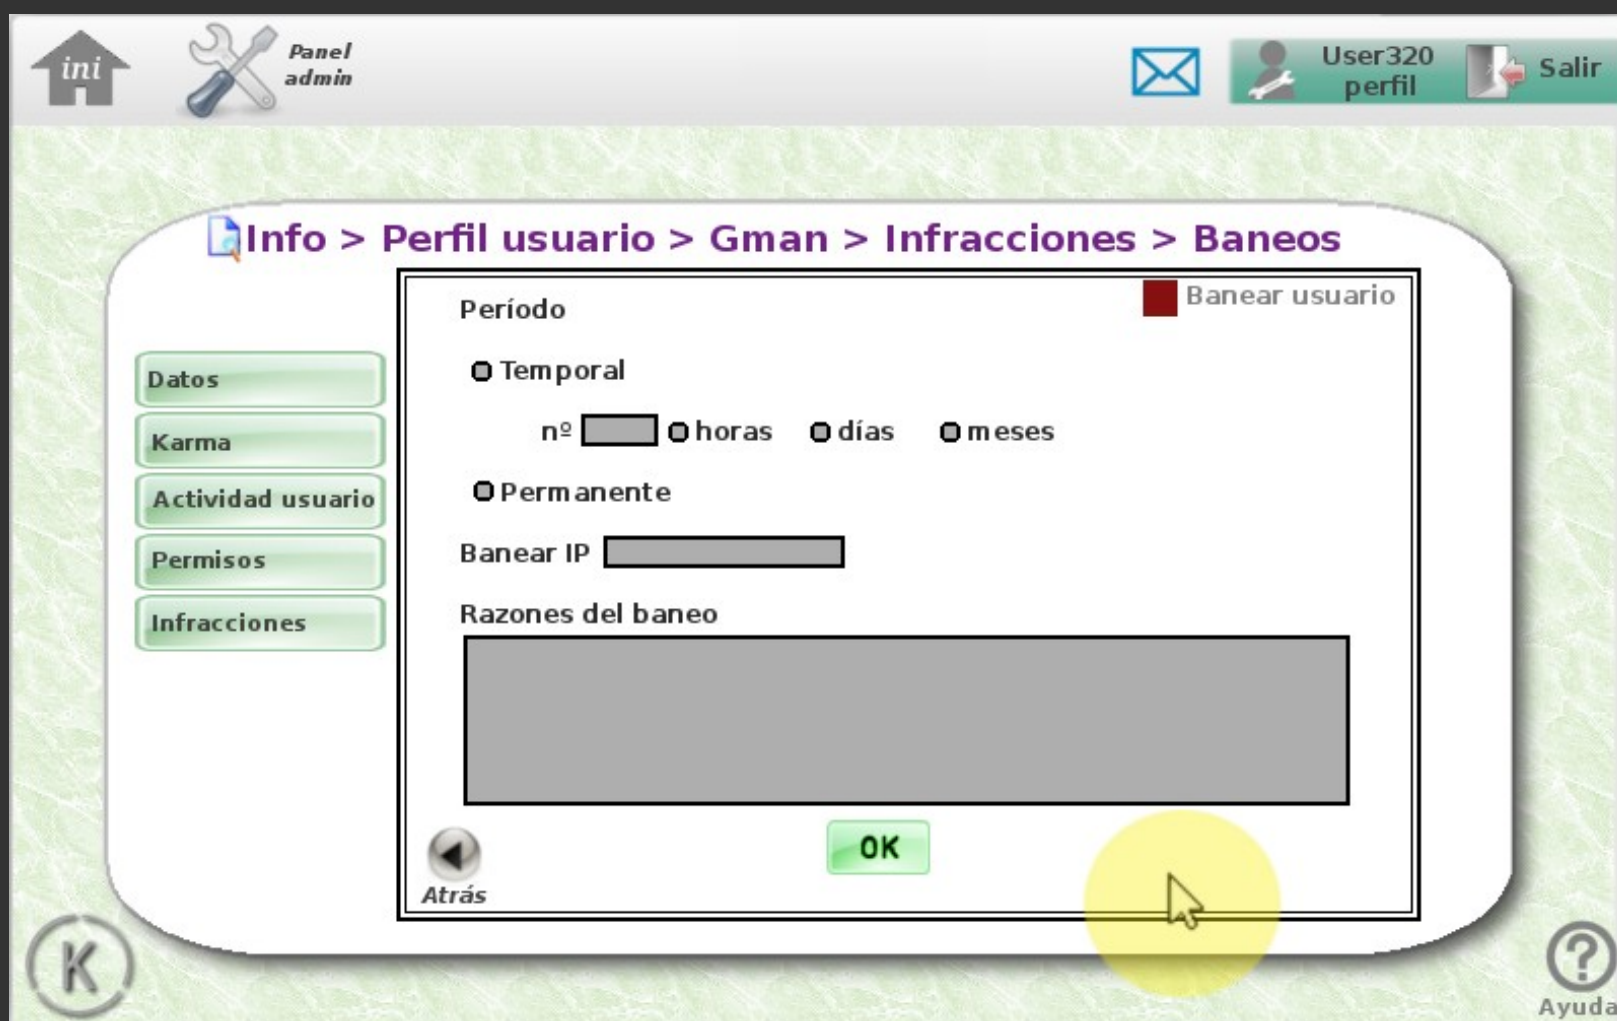 ini
Panel
admin
User320
perfil
Salir
Info > Perfil usuario > Gman > Infracciones > Baneos
Banear usuario
Período
Temporal
nº horas días meses
Permanente
Banear IP
Razones del baneo
Datos
Karma
Actividad usuario
Permisos
Infracciones
OK
Atrás
K
Ayuda